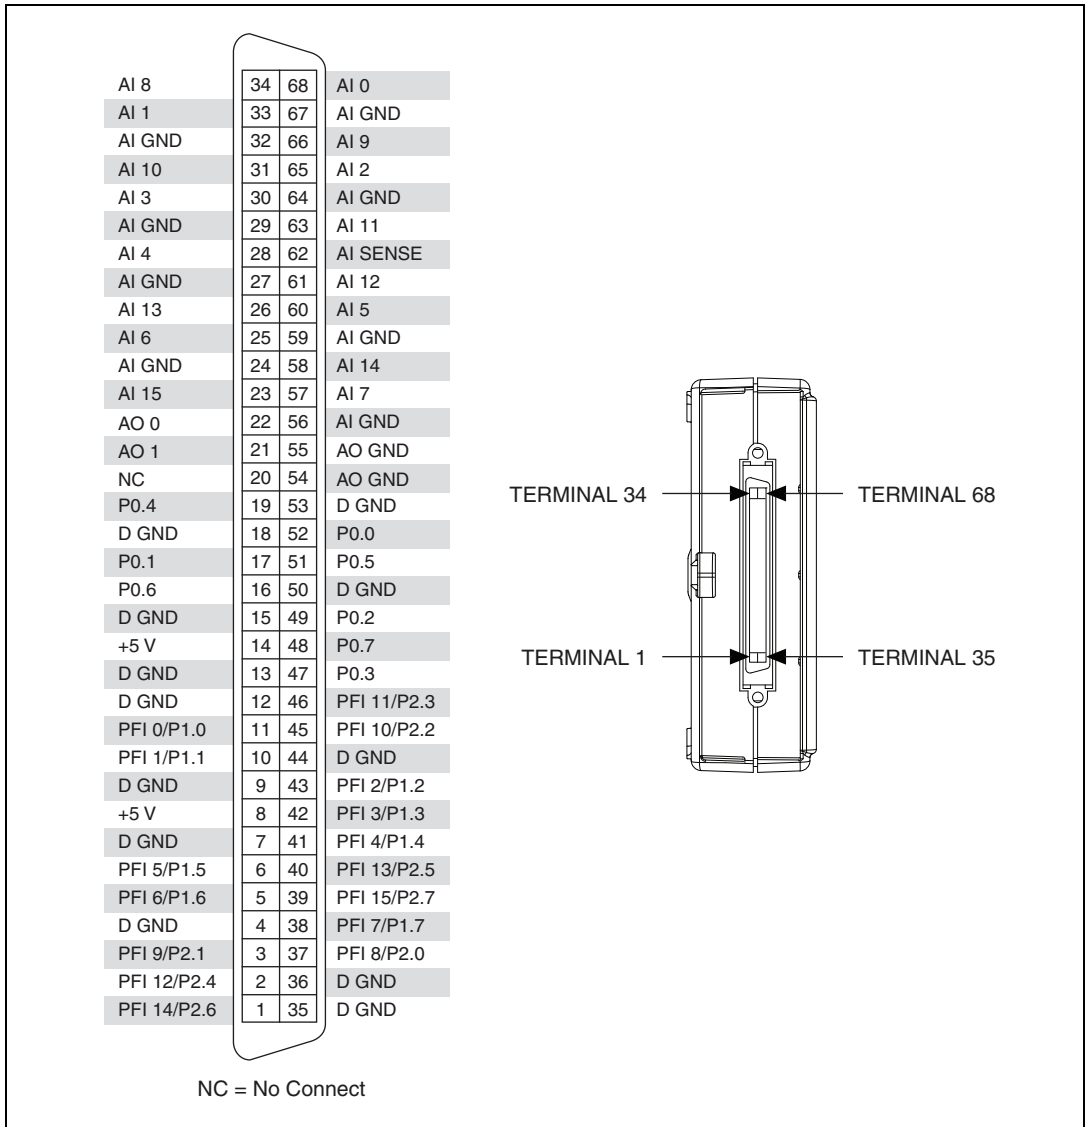 AI 8 34 68 AI 0
AI 1 33 67 AI GND
AI GND 32 66 AI 9
AI 10 31 65 AI 2
AI 3 30 64 AI GND
AI GND 29 63 AI 11
AI 4 28 62 AI SENSE
AI GND 27 61 AI 12
AI 13 26 60 AI 5
AI 6 25 59 AI GND
AI GND 24 58 AI 14
AI 15 23 57 AI 7
AO 0 22 56 AI GND
AO 1 21 55 AO GND
NC 20 54 AO GND
P0.4 19 53 D GND
D GND 18 52 P0.0
P0.1 17 51 P0.5
P0.6 16 50 D GND
D GND 15 49 P0.2
+5 V 14 48 P0.7
D GND 13 47 P0.3
D GND 12 46 PFI 11/P2.3
PFI 0/P1.0 11 45 PFI 10/P2.2
PFI 1/P1.1 10 44 D GND
D GND 9 43 PFI 2/P1.2
+5 V 8 42 PFI 3/P1.3
D GND 7 41 PFI 4/P1.4
PFI 5/P1.5 6 40 PFI 13/P2.5
PFI 6/P1.6 5 39 PFI 15/P2.7
D GND 4 38 PFI 7/P1.7
PFI 9/P2.1 3 37 PFI 8/P2.0
PFI 12/P2.4 2 36 D GND
PFI 14/P2.6 1 35 D GND
NC = No Connect
TERMINAL 34 TERMINAL 68
TERMINAL 1 TERMINAL 35